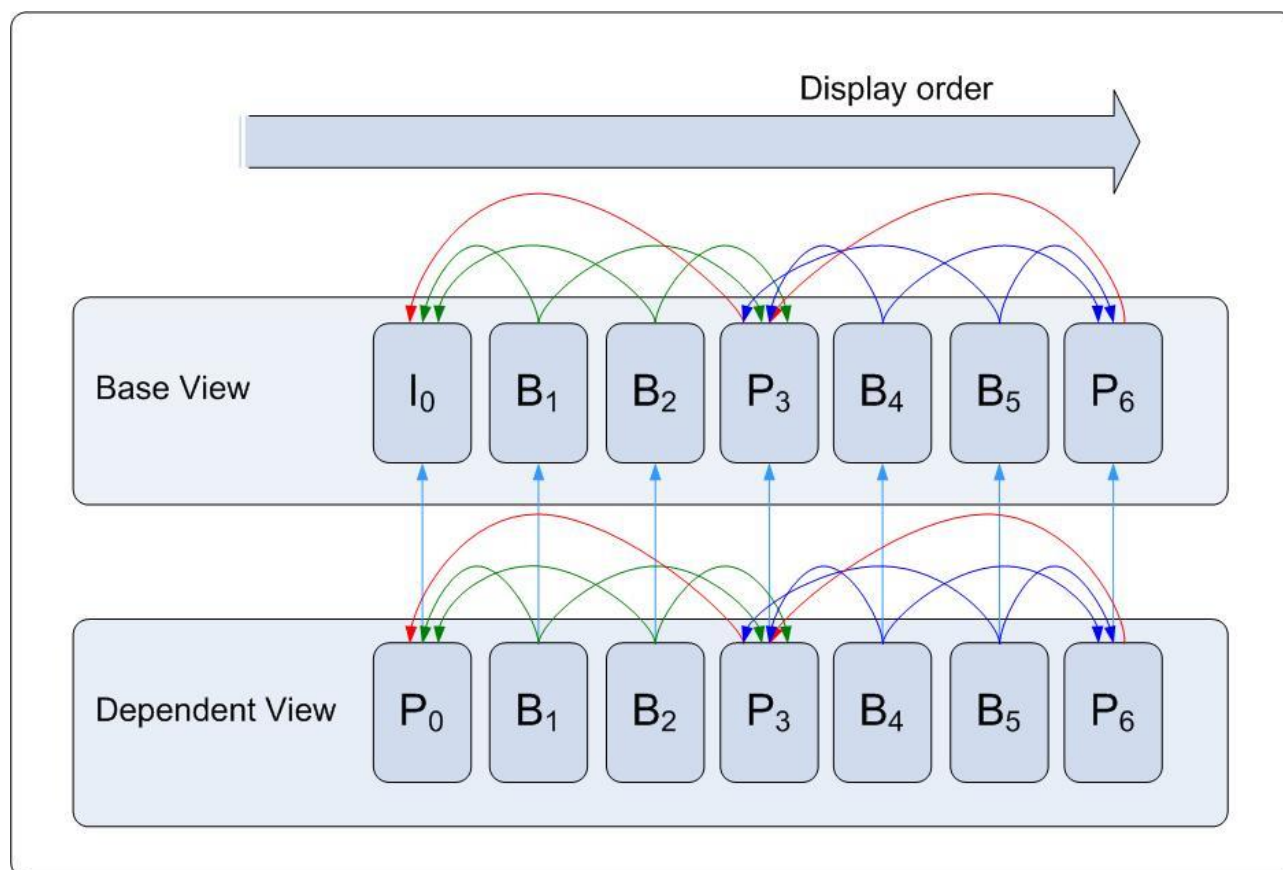 Display order
Base View
I₀ B₁ B₂ P₃ B₄ B₅ P₆
Dependent View
P₀ B₁ B₂ P₃ B₄ B₅ P₆